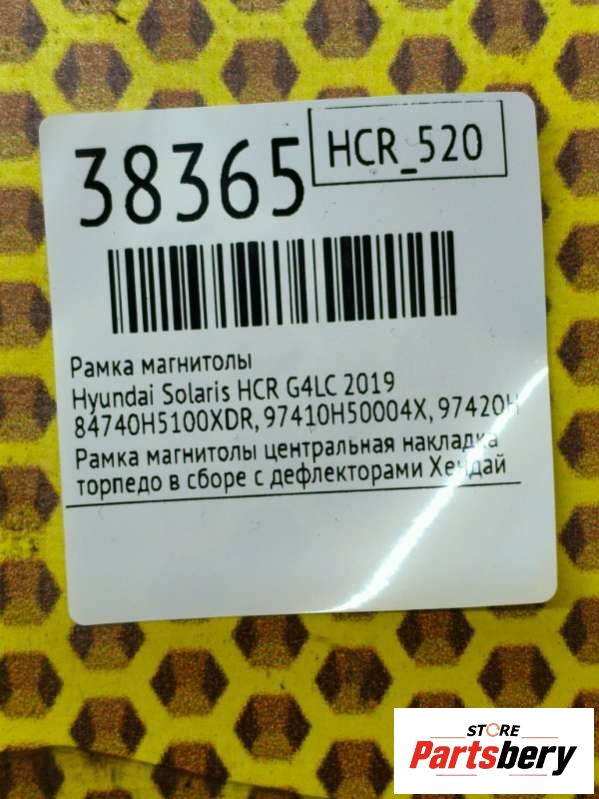 38365
HCR_520
Рамка магнитолы
Hyundai Solaris HCR G4LC 2019
84740H5100XDR, 97410H50004X, 97420H
Рамка магнитолы центральная накладка
торпедо в сборе с дефлекторами Хендай
STORE
Partsbery